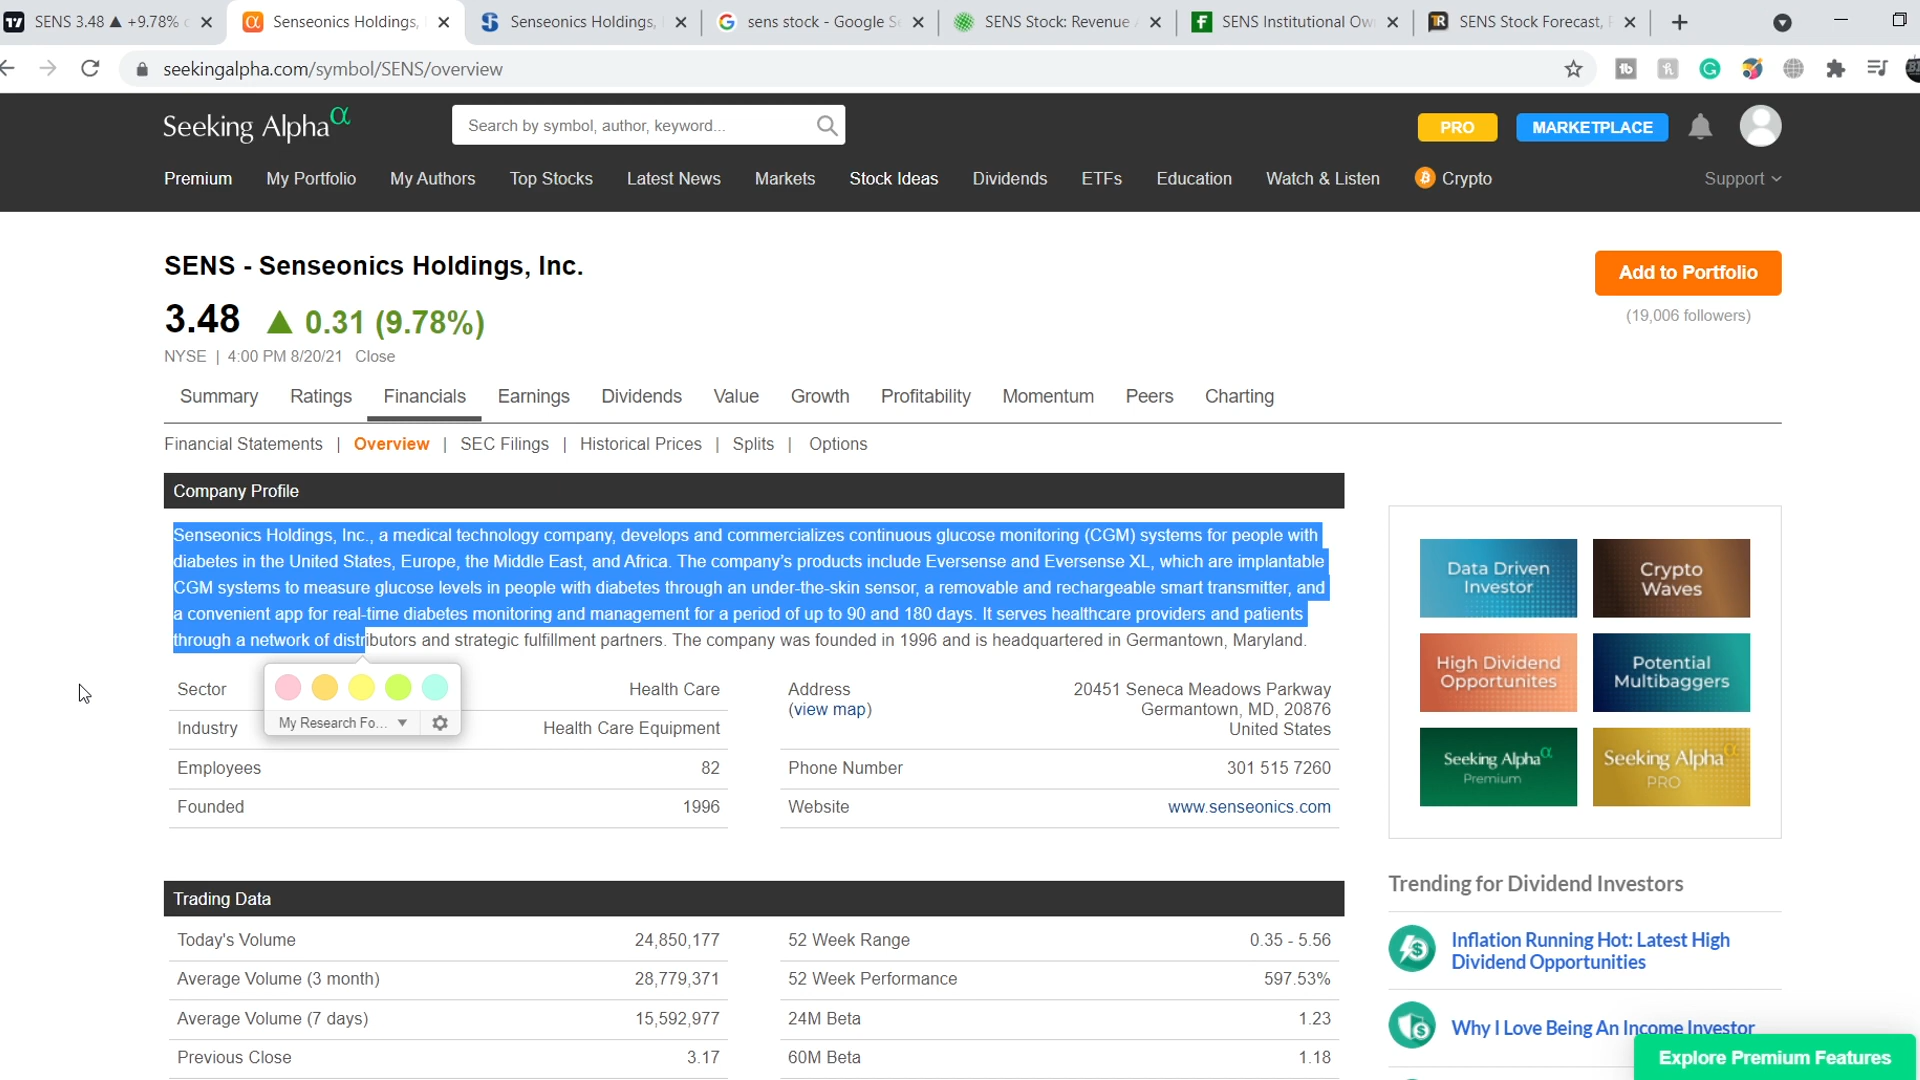 SENS 3.48 ▲ +9.78%
Senseonics Holdings,
Senseonics Holdings,
sens stock - Google S
SENS Stock: Revenue
SENS Institutional Ow
SENS Stock Forecast,
seekingalpha.com/symbol/SENS/overview
Seeking Alpha α
Search by symbol, author, keyword...
PRO
MARKETPLACE
Premium My Portfolio My Authors Top Stocks Latest News Markets Stock Ideas Dividends ETFs Education Watch & Listen Crypto Support
SENS - Senseonics Holdings, Inc.
Add to Portfolio
3.48 ▲ 0.31 (9.78%)
(19,006 followers)
NYSE | 4:00 PM 8/20/21 Close
Summary Ratings Financials Earnings Dividends Value Growth Profitability Momentum Peers Charting
Financial Statements | Overview | SEC Filings | Historical Prices | Splits | Options
Company Profile
Senseonics Holdings, Inc., a medical technology company, develops and commercializes continuous glucose monitoring (CGM) systems for people with
diabetes in the United States, Europe, the Middle East, and Africa. The company's products include Eversense and Eversense XL, which are implantable
CGM systems to measure glucose levels in people with diabetes through an under-the-skin sensor, a removable and rechargeable smart transmitter, and
a convenient app for real-time diabetes monitoring and management for a period of up to 90 and 180 days. It serves healthcare providers and patients
through a network of distributors and strategic fulfillment partners. The company was founded in 1996 and is headquartered in Germantown, Maryland.
Sector Health Care
My Research Fo...
Industry Health Care Equipment
Employees 82
Founded 1996
Address 20451 Seneca Meadows Parkway
(view map) Germantown, MD, 20876
United States
Phone Number 301 515 7260
Website www.senseonics.com
Data Driven
Investor
Crypto
Waves
High Dividend
Opportunites
Potential
Multibaggers
Seeking Alpha α
Premium
Seeking Alpha α
PRO
Trading Data
Today's Volume 24,850,177
Average Volume (3 month) 28,779,371
Average Volume (7 days) 15,592,977
Previous Close 3.17
52 Week Range 0.35 - 5.56
52 Week Performance 597.53%
24M Beta 1.23
60M Beta 1.18
Trending for Dividend Investors
Inflation Running Hot: Latest High
Dividend Opportunities
Why I Love Being An Income Investor
Explore Premium Features